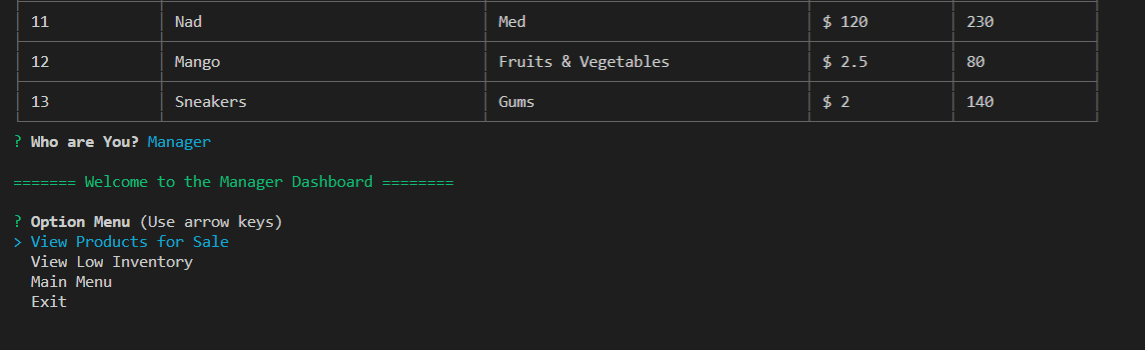 11 Nad Med $ 120 230
12 Mango Fruits & Vegetables $ 2.5 80
13 Sneakers Gums $ 2 140
? Who are You? Manager
======= Welcome to the Manager Dashboard ========
? Option Menu (Use arrow keys)
> View Products for Sale
View Low Inventory
Main Menu
Exit